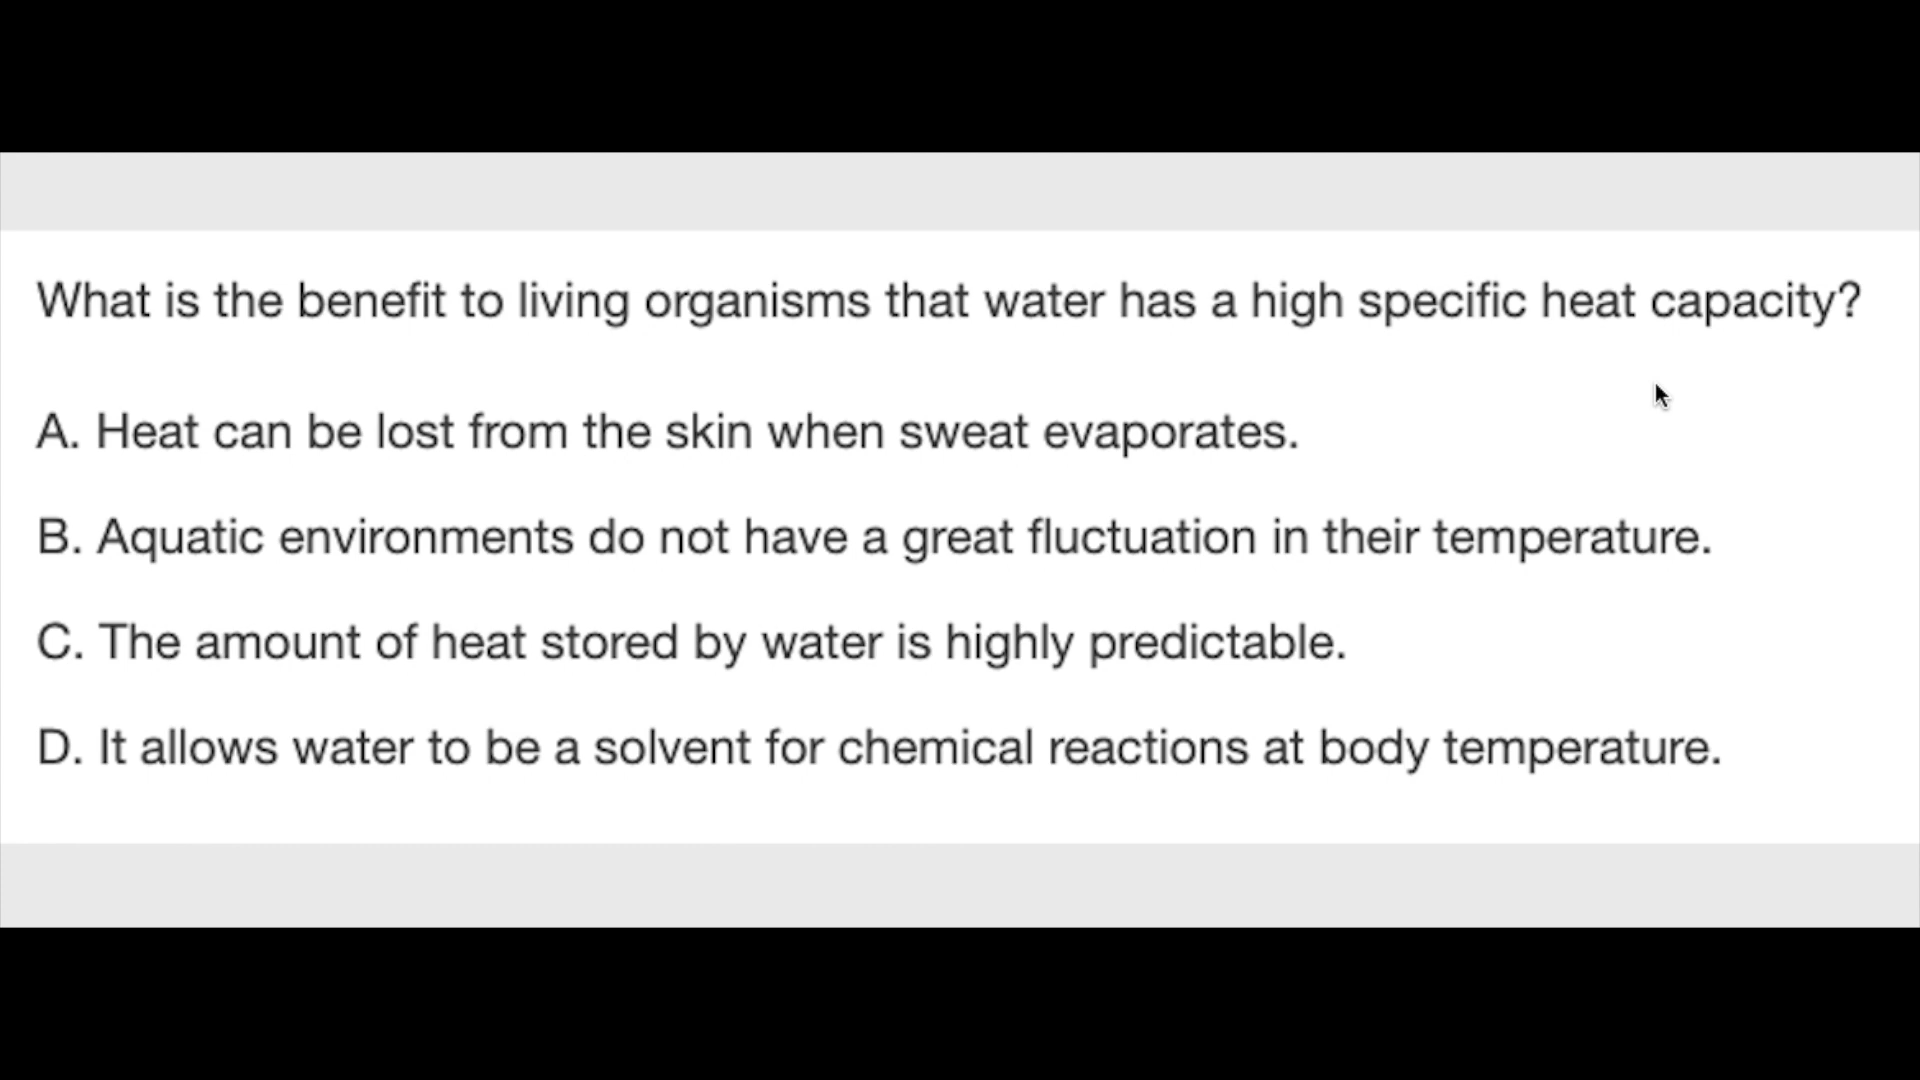 What is the benefit to living organisms that water has a high specific heat capacity?
A. Heat can be lost from the skin when sweat evaporates.
B. Aquatic environments do not have a great fluctuation in their temperature.
C. The amount of heat stored by water is highly predictable.
D. It allows water to be a solvent for chemical reactions at body temperature.